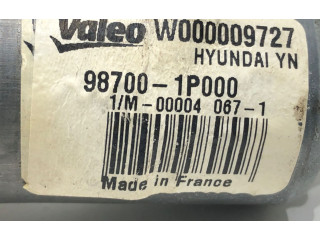 Valeo W000009727
HYUNDAI YN
98700-1P000
1/M-00004 067-1
Made in France